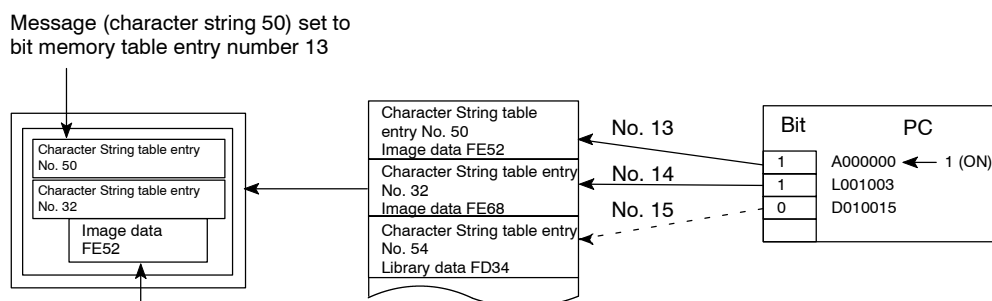 Message (character string 50) set to
bit memory table entry number 13
Character String table entry
No. 50
Character String table entry
No. 32
Image data
FE52
Character String table
entry No. 50
Image data FE52
Character String table entry
No. 32
Image data FE68
Character String table entry
No. 54
Library data FD34
No. 13
No. 14
No. 15
Bit PC
1 A000000 1 (ON)
1 L001003
0 D010015